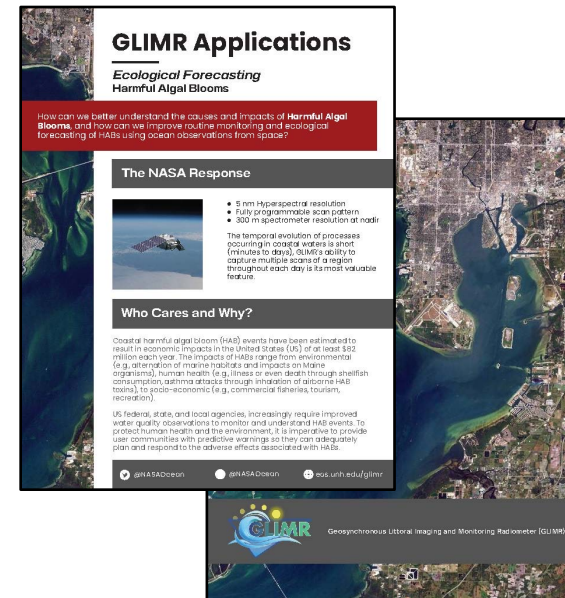 GLIMR Applications
Ecological Forecasting
Harmful Algal Blooms
How can we better understand the causes and impacts of Harmful Algal
Blooms, and how can we improve routine monitoring and ecological
forecasting of HABs using ocean observations from space?
The NASA Response
• 5 nm Hyperspectral resolution
• Fully programmable scan pattern
• 300 m spectrometer resolution at nadir
The temporal evolution of processes
occurring in coastal waters is short
(minutes to days), GLIMR's ability to
capture multiple scans of a region
throughout each day is its most valuable
feature.
Who Cares and Why?
Coastal harmful algal bloom (HAB) events have been estimated to
result in economic impacts in the United States (US) of at least $82
million each year. The impacts of HABs range from environmental
(e.g., alternation of marine habitats and impacts on Maine
organisms), human health (e.g., illness or even death through shellfish
consumption, asthma attacks through inhalation of airborne HAB
toxins), to socio-economic (e.g., commercial fisheries, tourism,
recreation).
US federal, state, and local agencies, increasingly require improved
water quality observations to monitor and understand HAB events. To
protect human health and the environment, it is imperative to provide
user communities with predictive warnings so they can adequately
plan and respond to the adverse effects associated with HABs.
@NASAOcean @NASAOcean eos.unh.edu/glimr
GLIMR
Geosynchronous Littoral Imaging and Monitoring Radiometer (GLIMR)